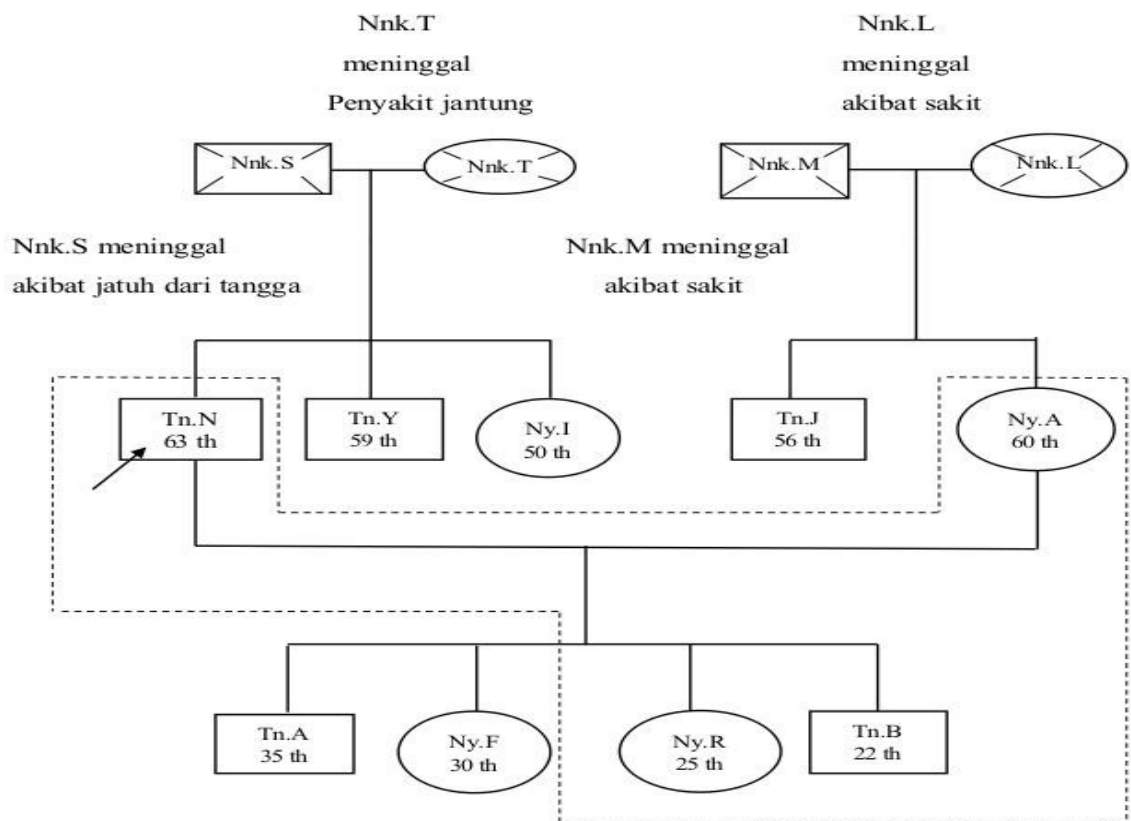 Nnk.T
meninggal
Penyakit jantung
Nnk.L
meninggal
akibat sakit
Nnk.S
Nnk.T
Nnk.M
Nnk.L
Nnk.S meninggal
akibat jatuh dari tangga
Nnk.M meninggal
akibat sakit
Tn.N
63 th
Tn.Y
59 th
Ny.I
50 th
Tn.J
56 th
Ny.A
60 th
Tn.A
35 th
Ny.F
30 th
Ny.R
25 th
Tn.B
22 th